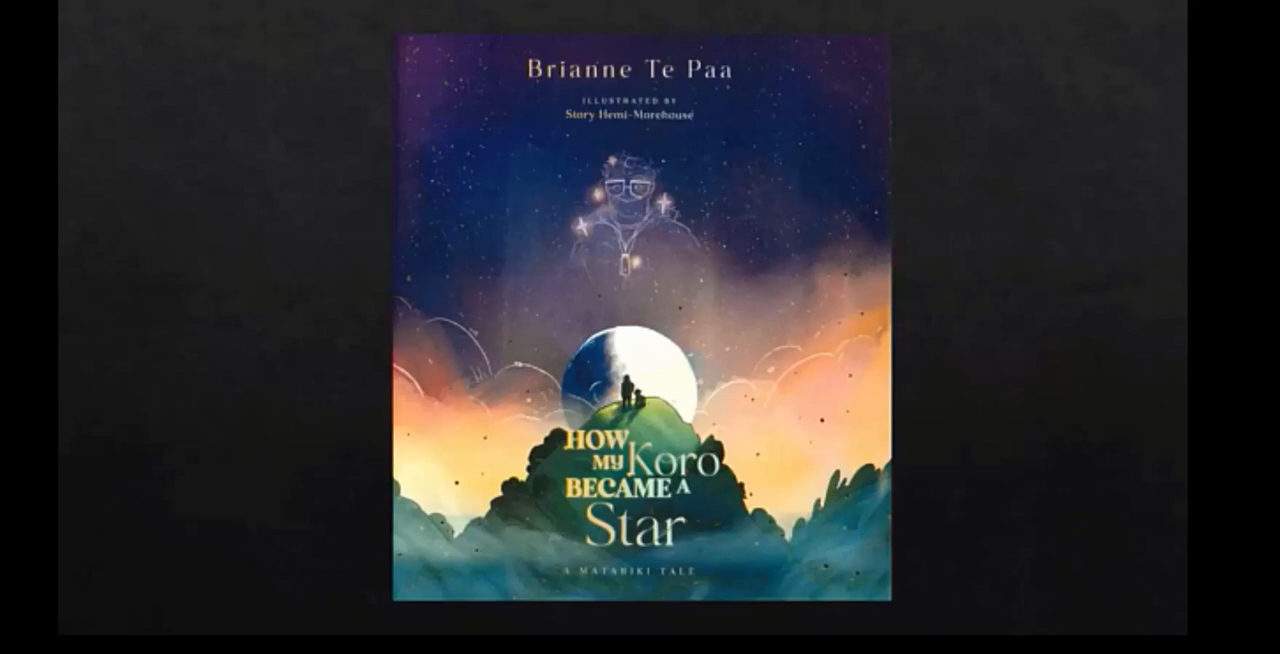 Brianne Te Paa
ILLUSTRATED BY
Story Hemi-Morehouse
HOW
MY Koro
BECAME A
Star
A MATARIKI TALE